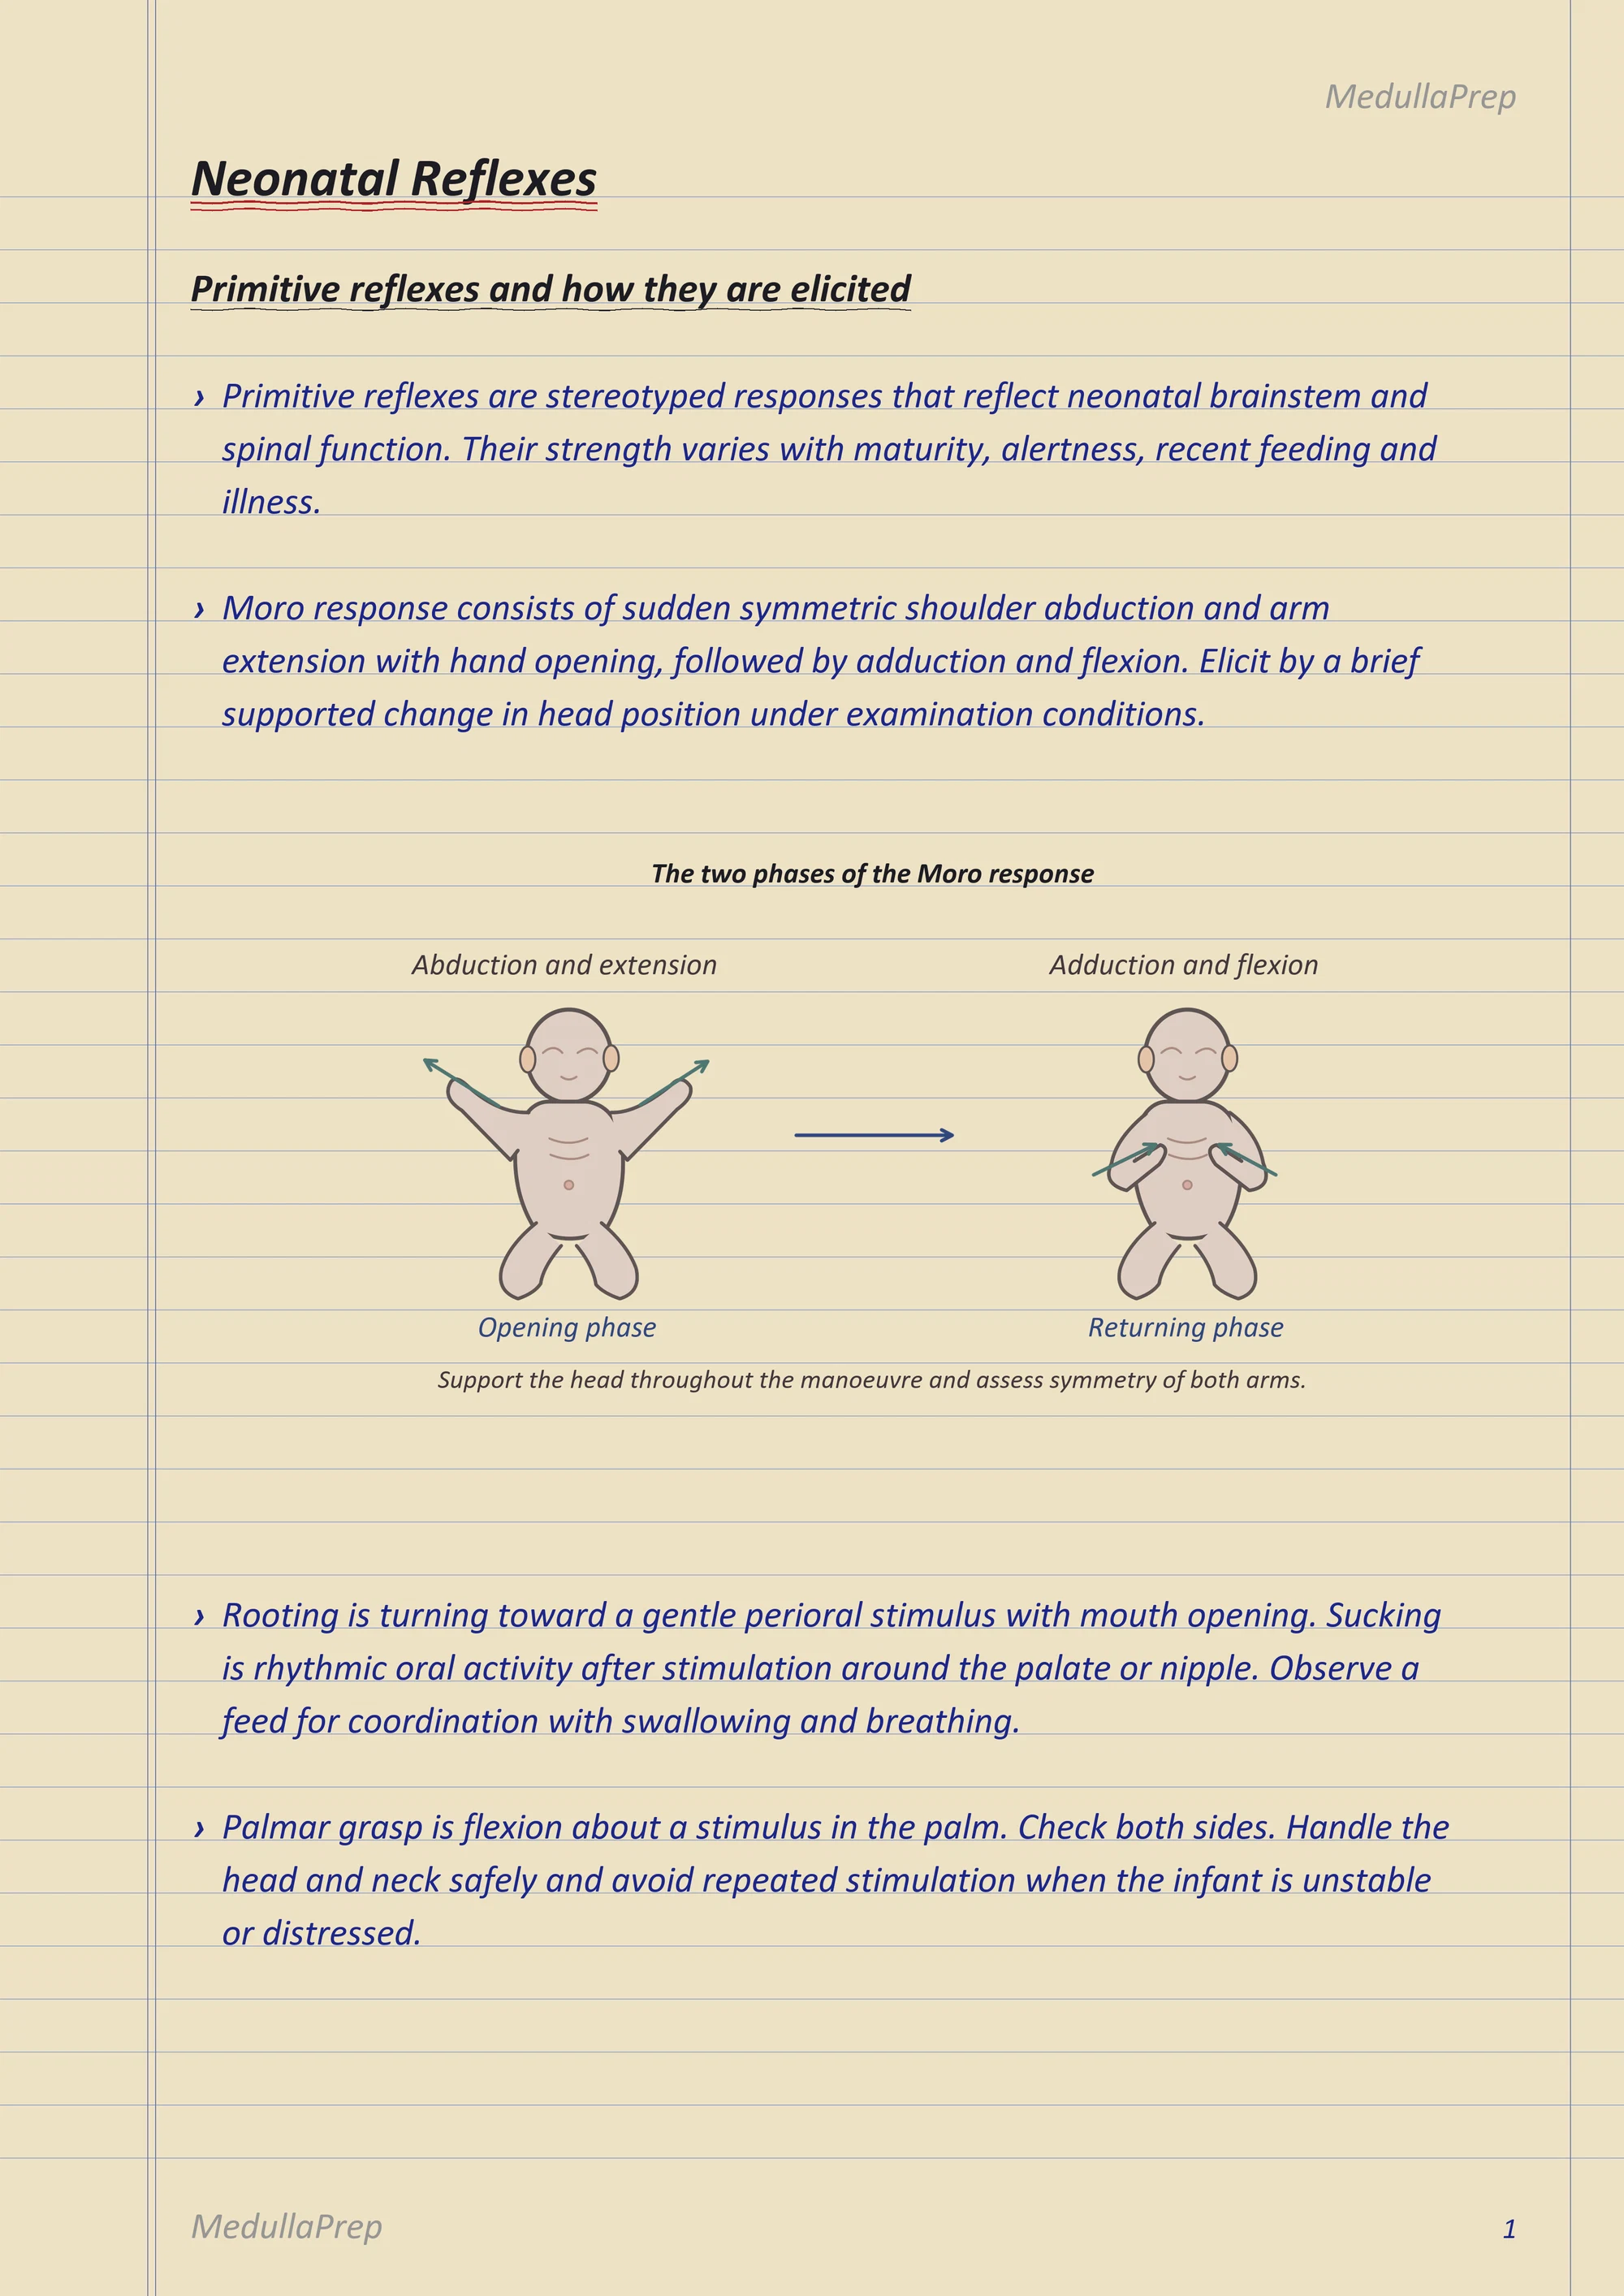 MedullaPrep
Neonatal Reflexes
Primitive reflexes and how they are elicited
› Primitive reflexes are stereotyped responses that reflect neonatal brainstem and
spinal function. Their strength varies with maturity, alertness, recent feeding and
illness.
› Moro response consists of sudden symmetric shoulder abduction and arm
extension with hand opening, followed by adduction and flexion. Elicit by a brief
supported change in head position under examination conditions.
The two phases of the Moro response
Abduction and extension
Adduction and flexion
Opening phase
Returning phase
Support the head throughout the manoeuvre and assess symmetry of both arms.
› Rooting is turning toward a gentle perioral stimulus with mouth opening. Sucking
is rhythmic oral activity after stimulation around the palate or nipple. Observe a
feed for coordination with swallowing and breathing.
› Palmar grasp is flexion about a stimulus in the palm. Check both sides. Handle the
head and neck safely and avoid repeated stimulation when the infant is unstable
or distressed.
MedullaPrep
1